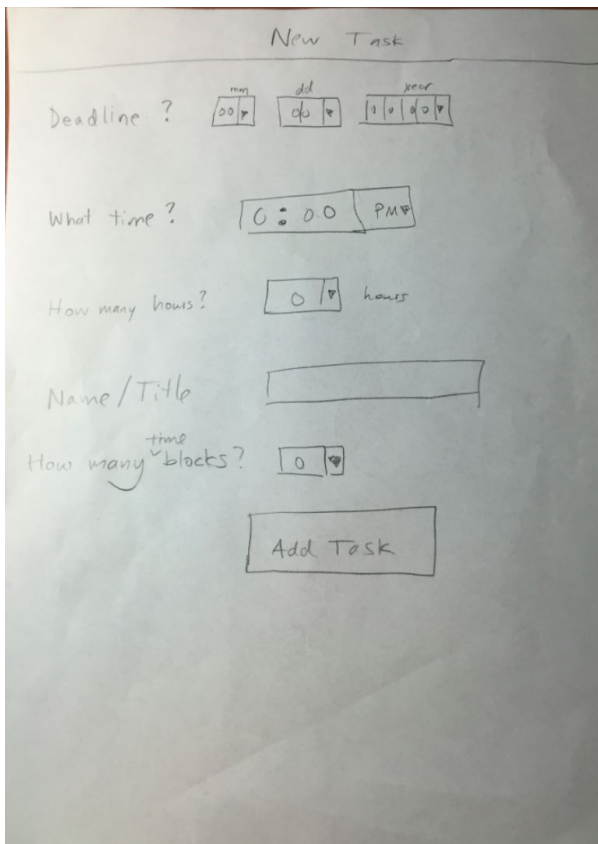 New Task
mm dd year
Deadline? 00 00 0000
What time? 0:00 PM
How many hours? 0 hours
Name/Title
How many time blocks? 0
Add Task